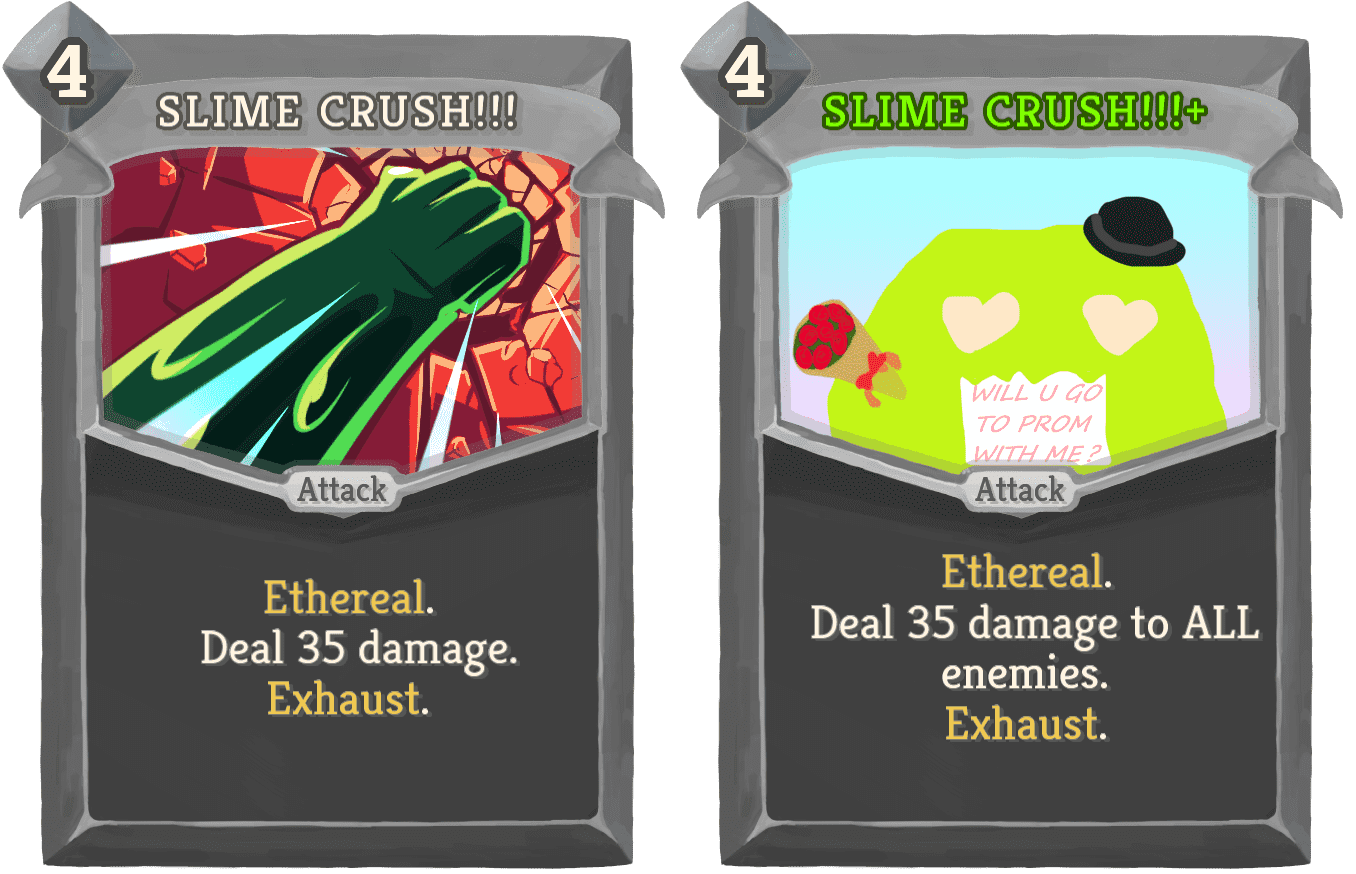 4
SLIME CRUSH!!!
Attack
Ethereal.
Deal 35 damage.
Exhaust.
4
SLIME CRUSH!!!+
WILL U GO
TO PROM
WITH ME?
Attack
Ethereal.
Deal 35 damage to ALL
enemies.
Exhaust.